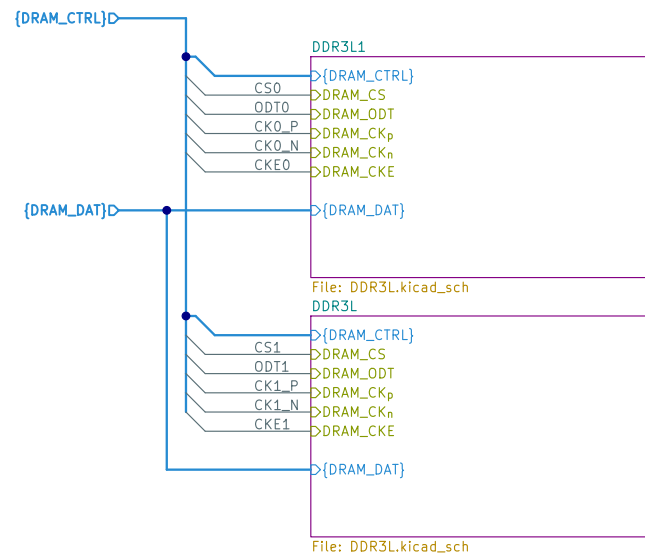 {DRAM_CTRL}
DDR3L1
{DRAM_CTRL}
CS0 DRAM_CS
ODT0 DRAM_ODT
CK0_P DRAM_CKp
CK0_N DRAM_CKn
CKE0 DRAM_CKE
{DRAM_DAT} {DRAM_DAT}
File: DDR3L.kicad_sch
DDR3L
{DRAM_CTRL}
CS1 DRAM_CS
ODT1 DRAM_ODT
CK1_P DRAM_CKp
CK1_N DRAM_CKn
CKE1 DRAM_CKE
{DRAM_DAT}
File: DDR3L.kicad_sch